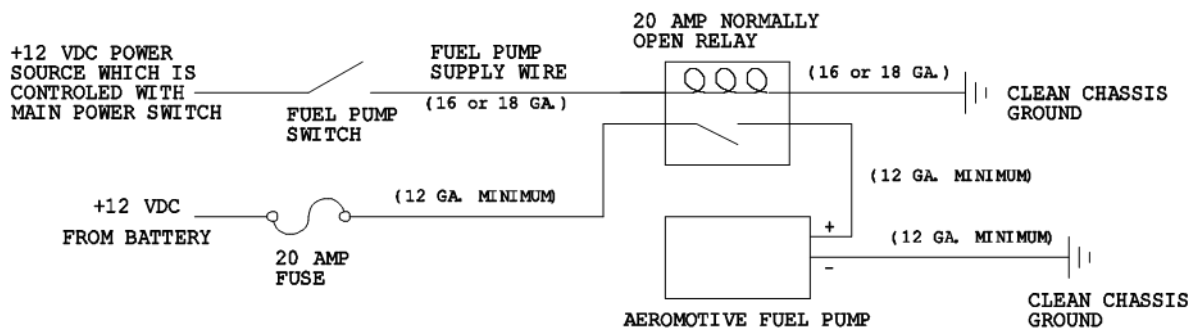 +12 VDC POWER
SOURCE WHICH IS
CONTROLED WITH
MAIN POWER SWITCH
FUEL PUMP
SWITCH
FUEL PUMP
SUPPLY WIRE
(16 or 18 GA.)
20 AMP NORMALLY
OPEN RELAY
(16 or 18 GA.)
CLEAN CHASSIS
GROUND
+12 VDC
FROM BATTERY
20 AMP
FUSE
(12 GA. MINIMUM)
(12 GA. MINIMUM)
+
-
(12 GA. MINIMUM)
CLEAN CHASSIS
GROUND
AEROMOTIVE FUEL PUMP